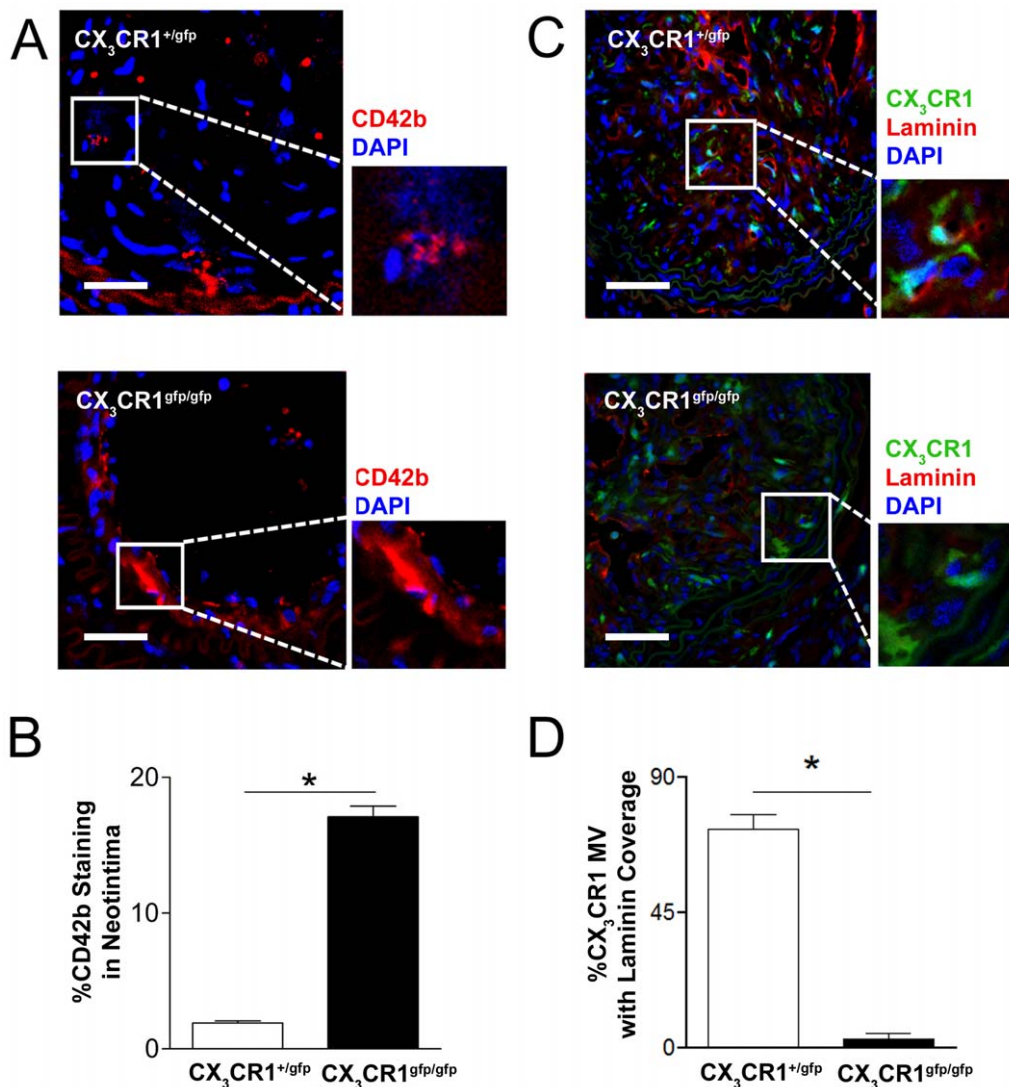 A
CX₃CR1⁺/ᵍᶠᵖ
CD42b
DAPI
CX₃CR1ᵍᶠᵖ/ᵍᶠᵖ
CD42b
DAPI
B
%CD42b Staining
in Neotintima
20
10
0
*
CX₃CR1⁺/ᵍᶠᵖ
CX₃CR1ᵍᶠᵖ/ᵍᶠᵖ
C
CX₃CR1⁺/ᵍᶠᵖ
CX₃CR1
Laminin
DAPI
CX₃CR1ᵍᶠᵖ/ᵍᶠᵖ
CX₃CR1
Laminin
DAPI
D
%CX₃CR1 MV
with Laminin Coverage
90
45
0
*
CX₃CR1⁺/ᵍᶠᵖ
CX₃CR1ᵍᶠᵖ/ᵍᶠᵖ